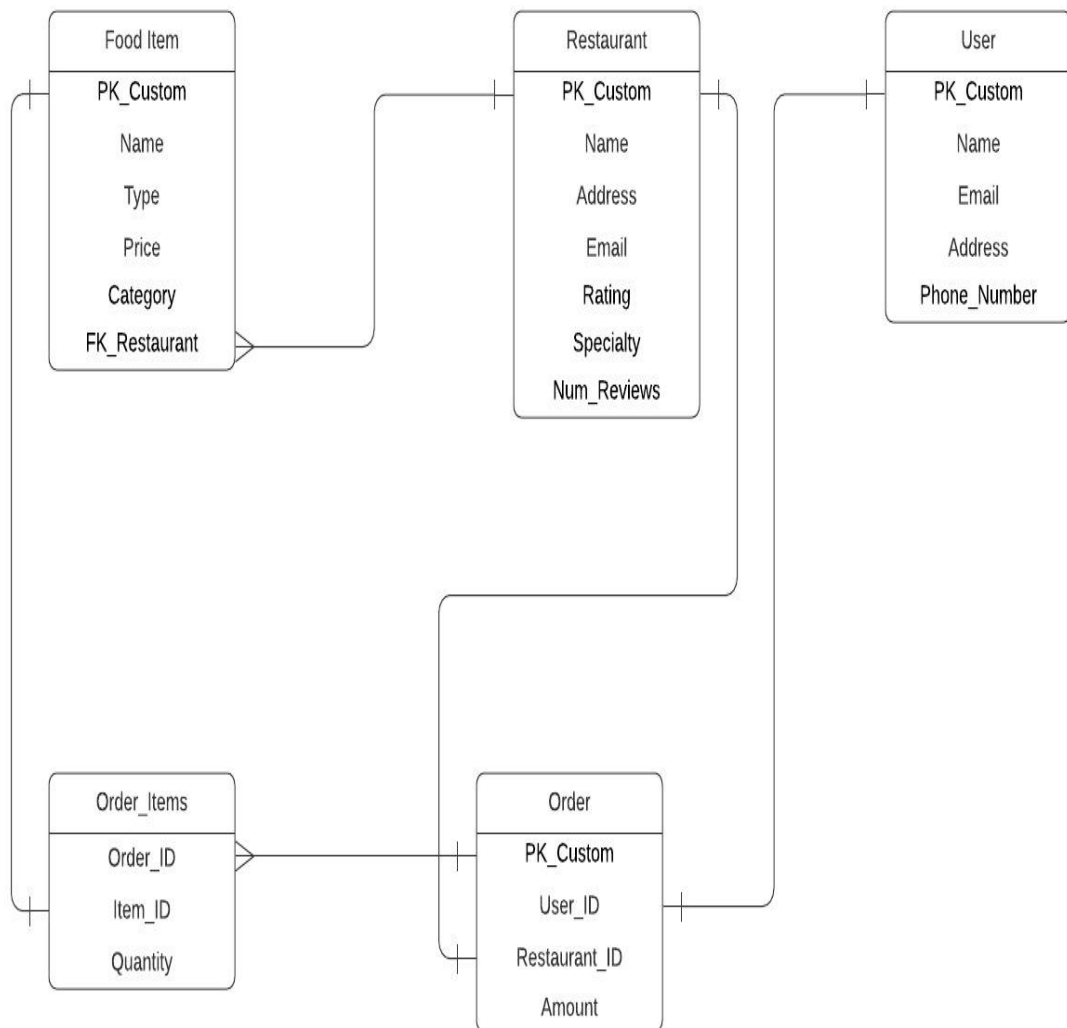 Food Item
PK_Custom
Name
Type
Price
Category
FK_Restaurant
Restaurant
PK_Custom
Name
Address
Email
Rating
Specialty
Num_Reviews
User
PK_Custom
Name
Email
Address
Phone_Number
Order_Items
Order_ID
Item_ID
Quantity
Order
PK_Custom
User_ID
Restaurant_ID
Amount